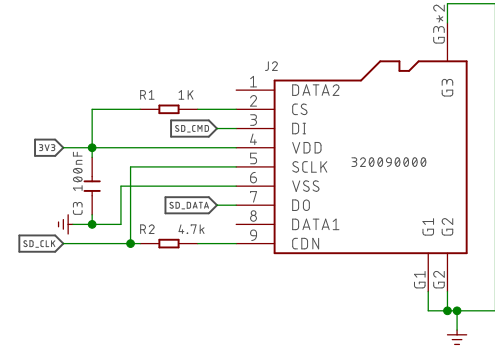 G3*2
J2
1 DATA2 G3
R1 1K 2 CS
SD_CMD 3 DI
3V3 4 VDD
5 SCLK 320090000
C3 100nF 6 VSS
SD_DATA 7 DO
8 DATA1 G1 G2
SD_CLK R2 4.7k 9 CDN
G1 G2